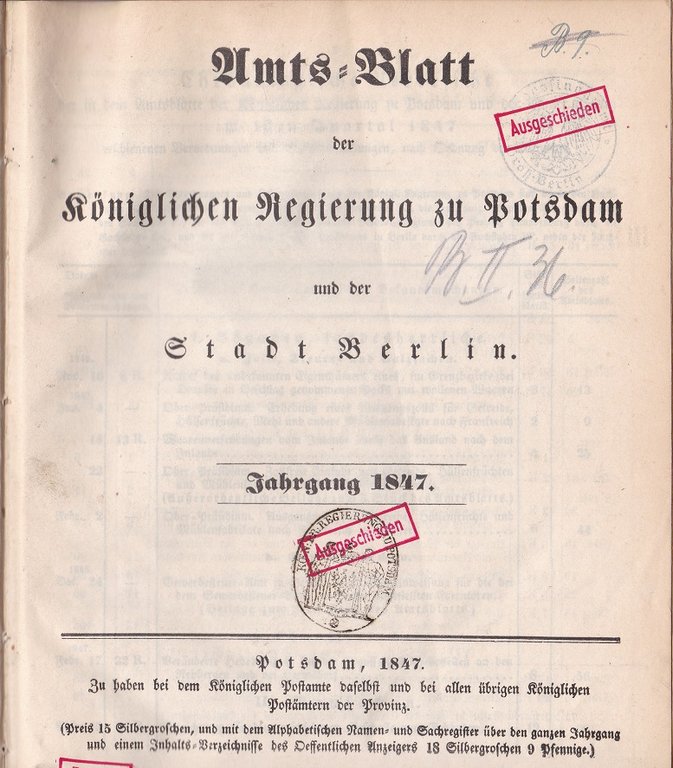 B 9.
Amts-Blatt
Ausgeschieden
der
Königlichen Regierung zu Potsdam
B. II. 36.
und der
Stadt Berlin.
Jahrgang 1847.
Ausgeschieden
Potsdam, 1847.
Zu haben bei dem Königlichen Postamte daselbst und bei allen übrigen Königlichen
Postämtern der Provinz.
(Preis 15 Silbergroschen, und mit dem Alphabetischen Namen- und Sachregister über den ganzen Jahrgang
und einem Inhalts-Verzeichnisse des Oeffentlichen Anzeigers 18 Silbergroschen 9 Pfennige.)